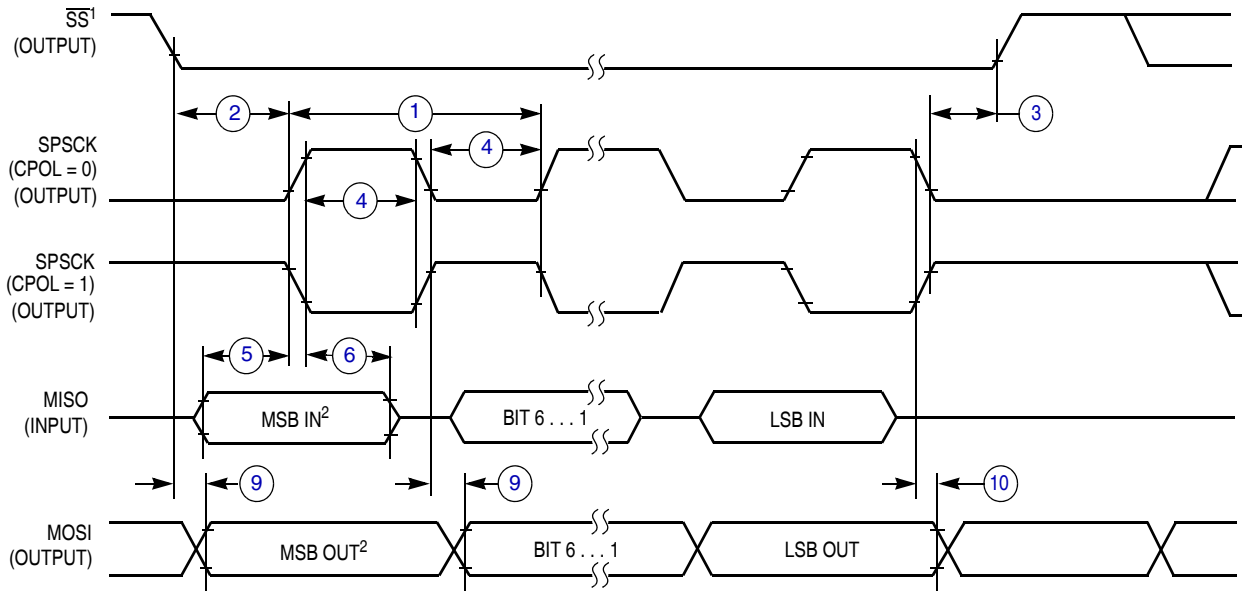 SS¹
(OUTPUT)
2
1
3
SPSCK
(CPOL = 0)
(OUTPUT)
4
4
SPSCK
(CPOL = 1)
(OUTPUT)
5
6
MISO
(INPUT)
MSB IN²
BIT 6 . . . 1
LSB IN
9
9
10
MOSI
(OUTPUT)
MSB OUT²
BIT 6 . . . 1
LSB OUT